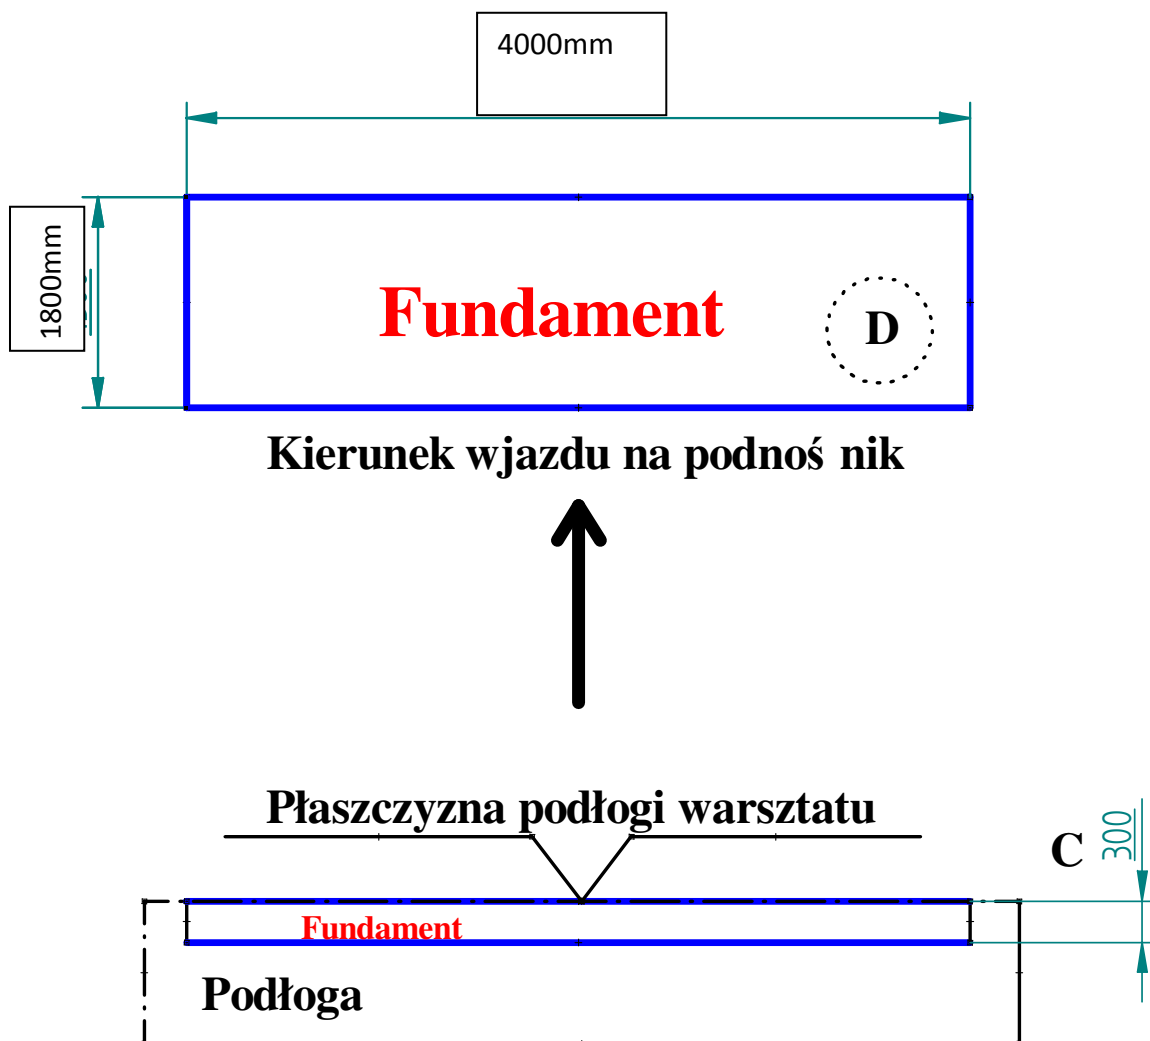 4000mm
1800mm
Fundament
D
Kierunek wjazdu na podnoś nik
Płaszczyzna podłogi warsztatu
C
300
Fundament
Podłoga